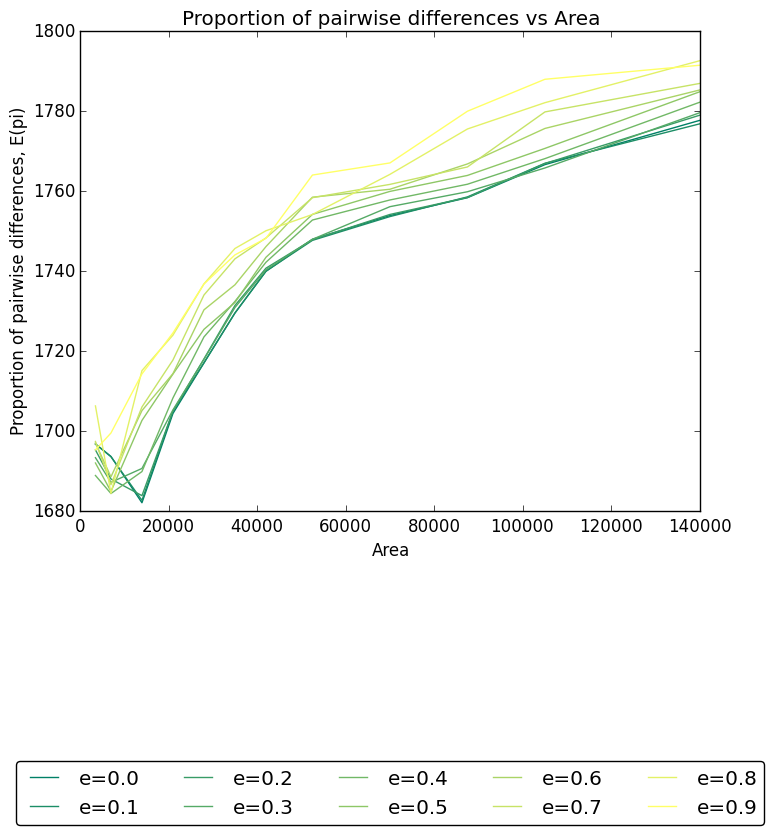 Proportion of pairwise differences vs Area
Proportion of pairwise differences, E(pi)
1800
1780
1760
1740
1720
1700
1680
0 20000 40000 60000 80000 100000 120000 140000
Area
e=0.0 e=0.2 e=0.4 e=0.6 e=0.8
e=0.1 e=0.3 e=0.5 e=0.7 e=0.9